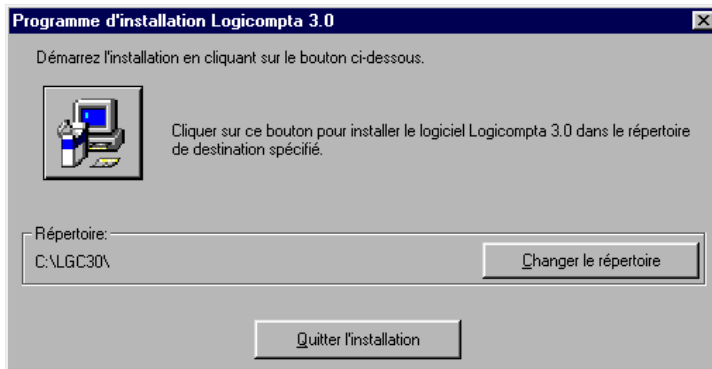 Programme d'installation Logicompta 3.0
Démarrez l'installation en cliquant sur le bouton ci-dessous.
Cliquer sur ce bouton pour installer le logiciel Logicompta 3.0 dans le répertoire
de destination spécifié.
Répertoire:
C:\LGC30\
Changer le répertoire
Quitter l'installation